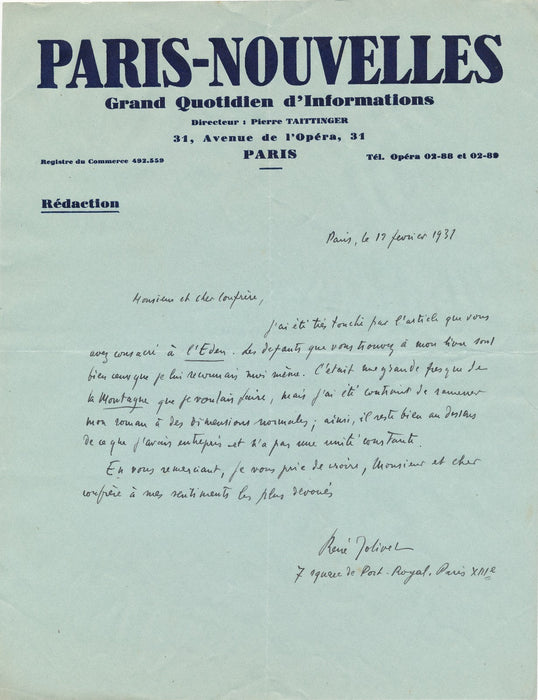 PARIS-NOUVELLES
Grand Quotidien d'Informations
Directeur : Pierre TAITTINGER
31, Avenue de l'Opéra, 31
Registre du Commerce 492.559
PARIS
Tél. Opéra 02-88 et 02-89
Rédaction
Paris, le février 1931
Monsieur et cher Confrère,
J'ai été très touché par l'article que vous
avez consacré à l'Eden. Les défauts que vous trouvez à mon livre sont
bien ceux que je lui reconnais moi même. C'était une grande fresque de
la Montagne que je voulais faire, mais j'ai été contraint de ramener
mon roman à des dimensions normales ; ainsi, il reste bien au dessous
de ce que j'avais entrepris et n'a pas une unité constante.
En vous remerciant, je vous prie de croire, Monsieur et cher
confrère à mes sentiments les plus dévoués
René Jolivet
7 square de Port-Royal. Paris XIIIe